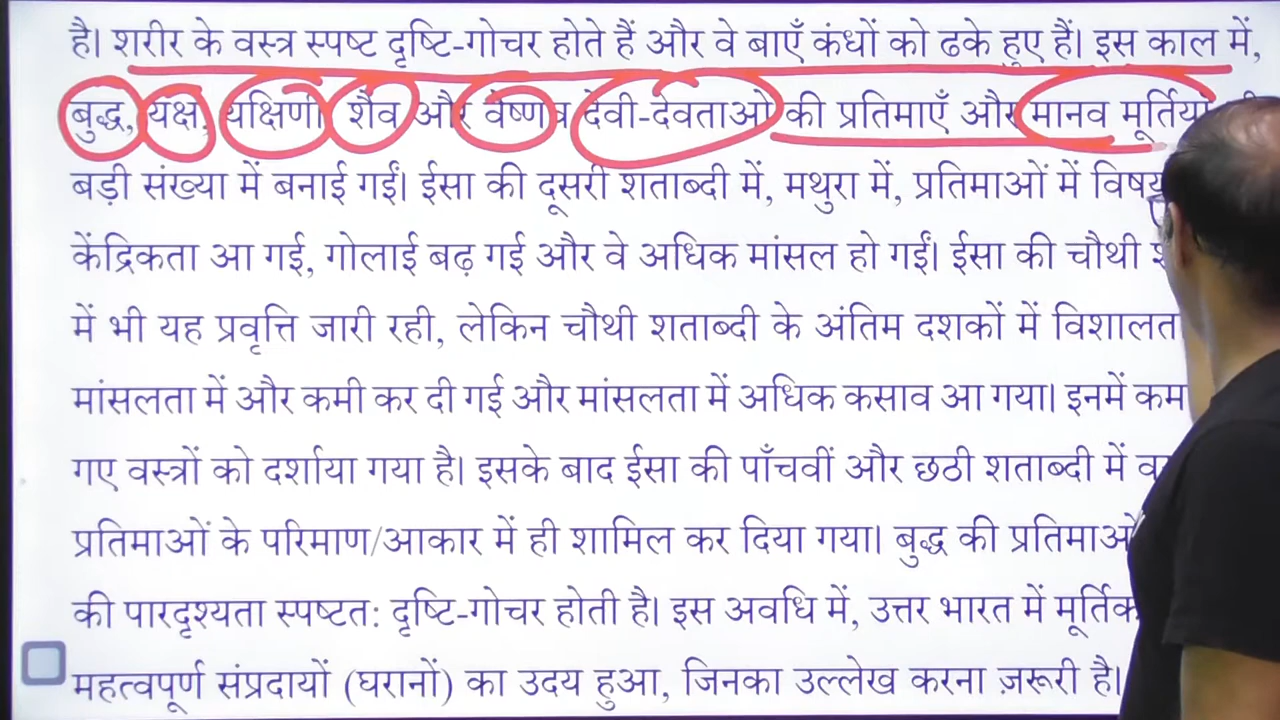 है। शरीर के वस्त्र स्पष्ट दृष्टि-गोचर होते हैं और वे बाएँ कंधों को ढके हुए हैं। इस काल में,
बुद्ध, यक्ष, यक्षिणी शैव और वैष्णव देवी-देवताओं की प्रतिमाएँ और मानव मूर्तियाँ
बड़ी संख्या में बनाई गईं। ईसा की दूसरी शताब्दी में, मथुरा में, प्रतिमाओं में
केंद्रिकता आ गई, गोलाई बढ़ गई और वे अधिक मांसल हो गईं। ईसा की चौथी
में भी यह प्रवृत्ति जारी रही, लेकिन चौथी शताब्दी के अंतिम दशकों में
मांसलता में और कमी कर दी गई और मांसलता में अधिक कसाव आ गया। इनमें कम
गए वस्त्रों को दर्शाया गया है। इसके बाद ईसा की पाँचवीं और छठी शताब्दी में
प्रतिमाओं के परिमाण/आकार में ही शामिल कर दिया गया। बुद्ध की
की पारदृश्यता स्पष्टत: दृष्टि-गोचर होती है। इस अवधि में, उत्तर भारत में
महत्वपूर्ण संप्रदायों (घरानों) का उदय हुआ, जिनका उल्लेख करना ज़रूरी है।